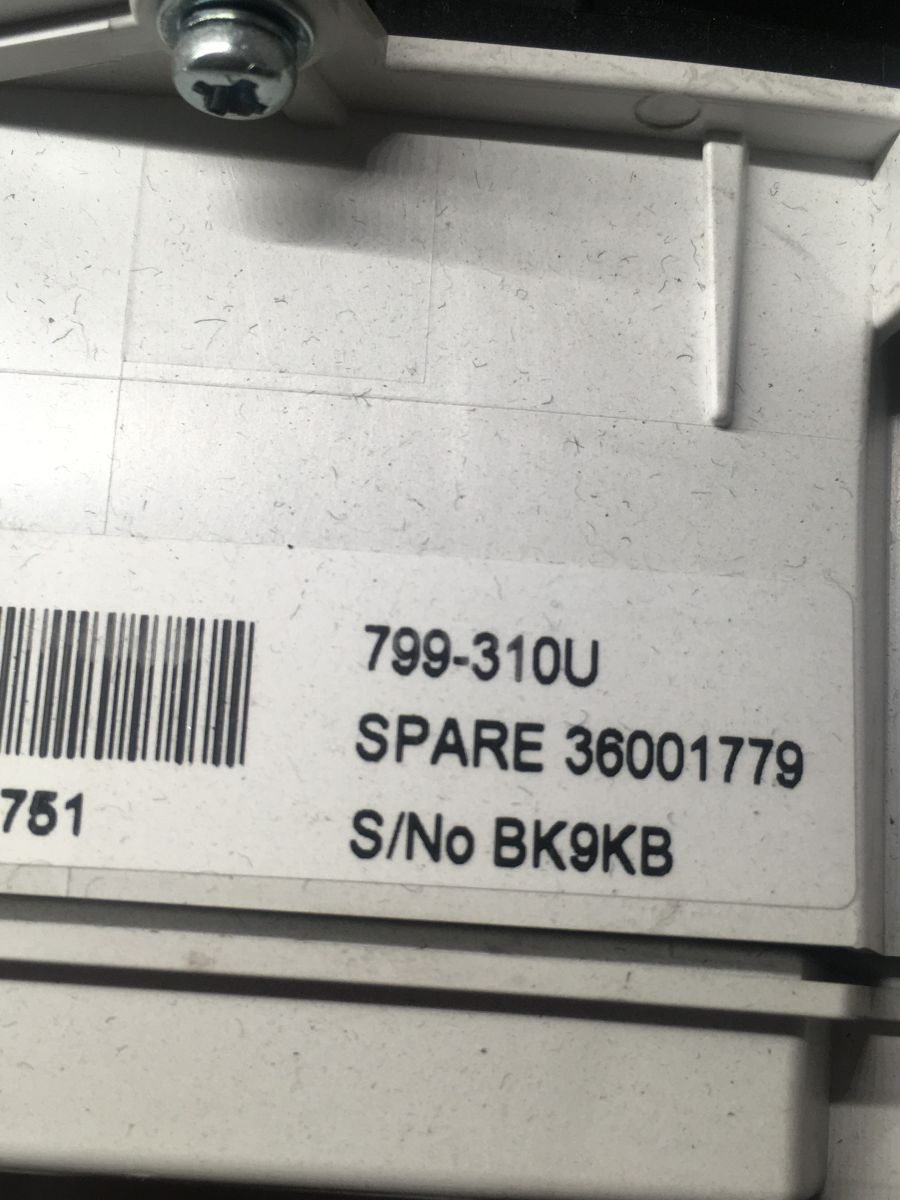 799-310U
SPARE 36001779
751
S/No BK9KB